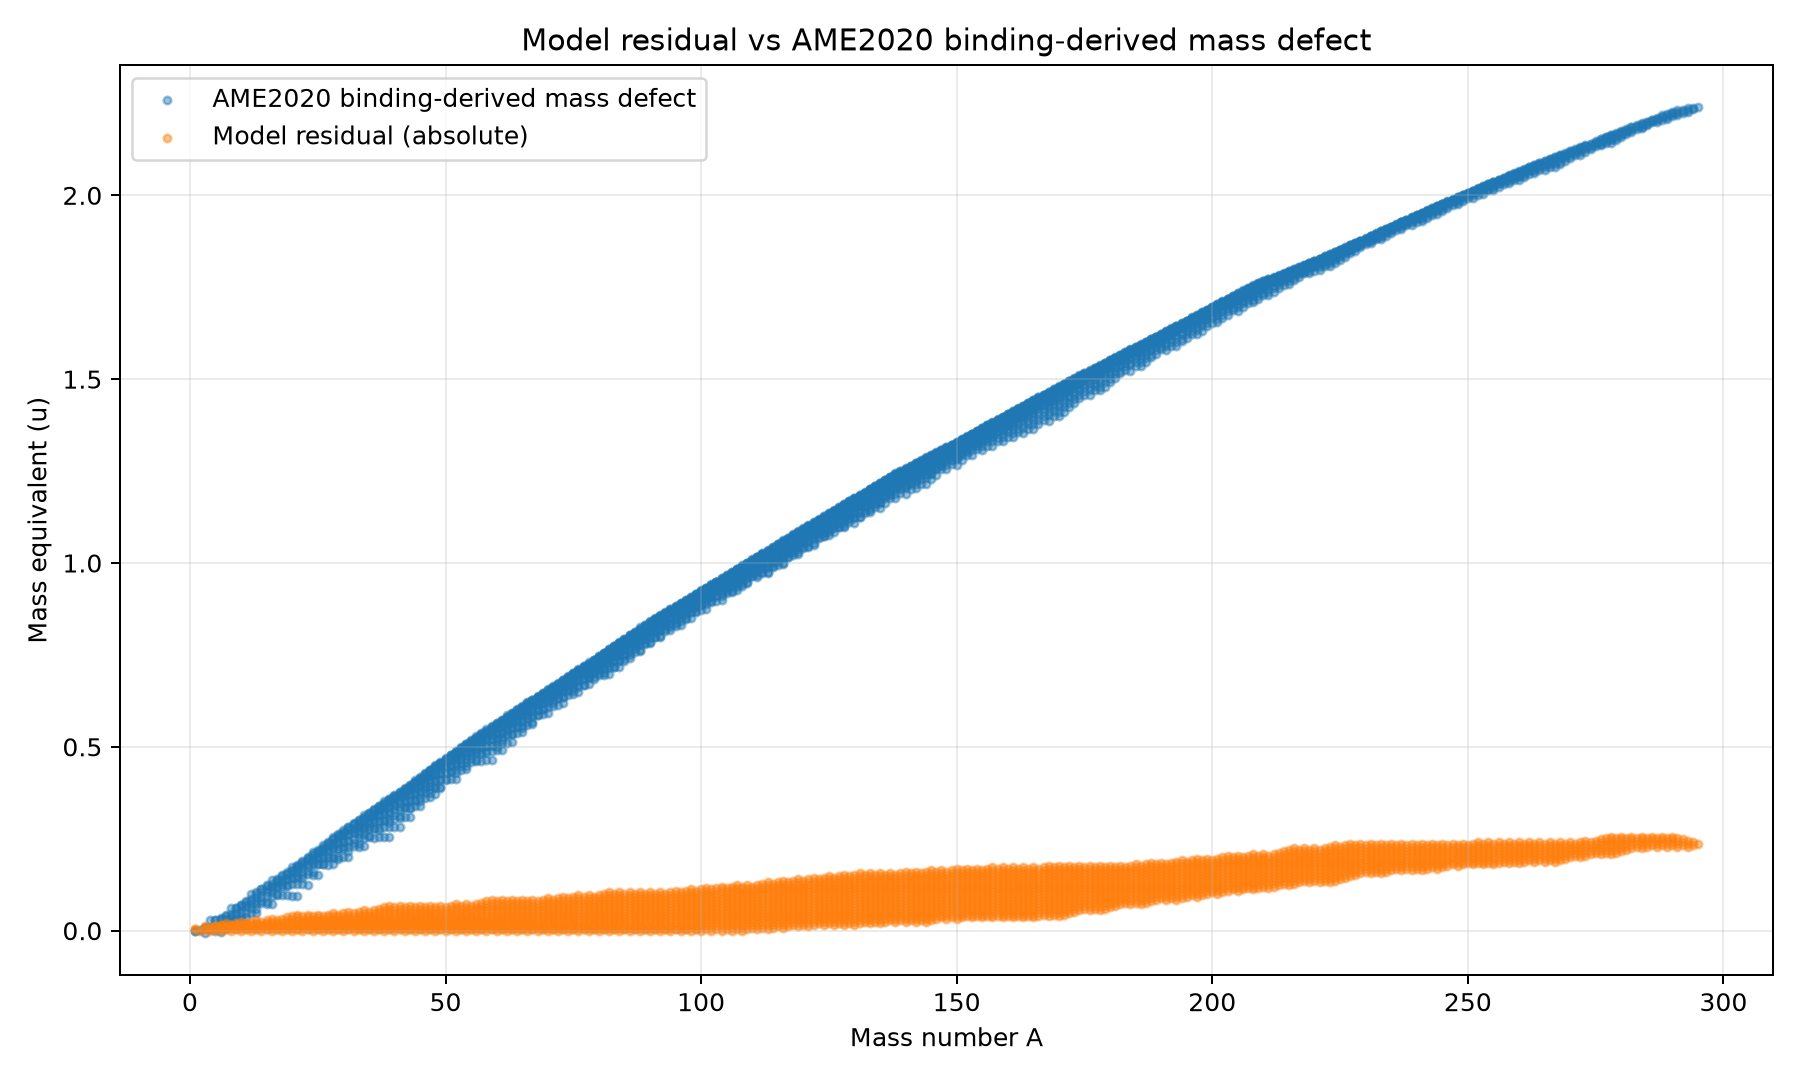 Model residual vs AME2020 binding-derived mass defect
AME2020 binding-derived mass defect
Model residual (absolute)
Mass equivalent (u)
2.0
1.5
1.0
0.5
0.0
0 50 100 150 200 250 300
Mass number A